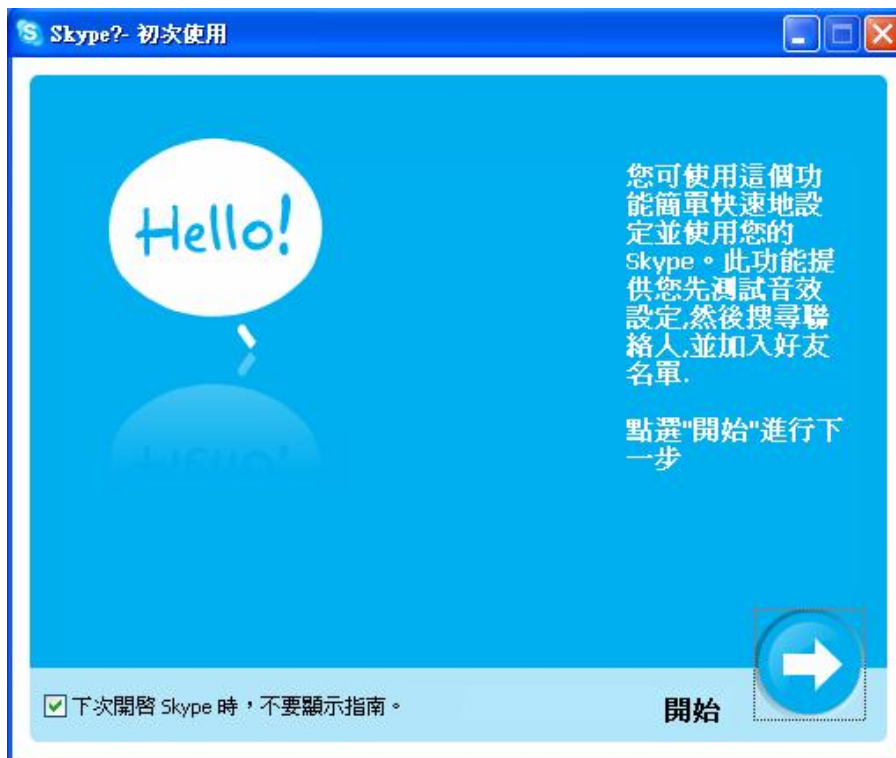 Skype?- 初次使用
Hello!
您可使用這個功
能簡單快速地設
定並使用您的
Skype。此功能提
供您先測試音效
設定,然後搜尋聯
絡人,並加入好友
名單.
點選"開始"進行下
一步
下次開啓 Skype 時，不要顯示指南。
開始